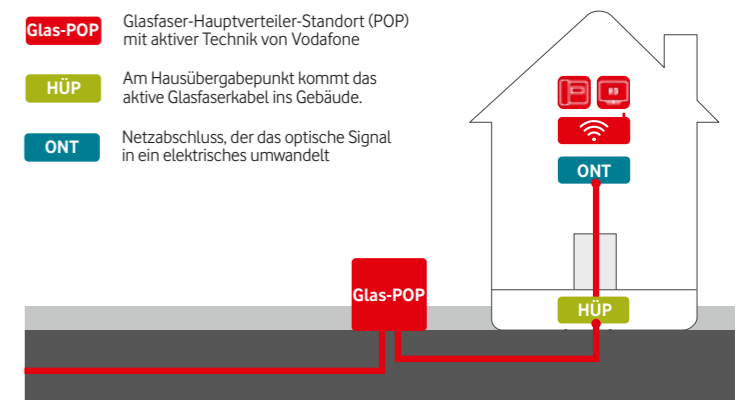 Glas-POP
Glasfaser-Hauptverteiler-Standort (POP)
mit aktiver Technik von Vodafone
HÜP
Am Hausübergabepunkt kommt das
aktive Glasfaserkabel ins Gebäude.
ONT
Netzabschluss, der das optische Signal
in ein elektrisches umwandelt
ONT
Glas-POP
HÜP